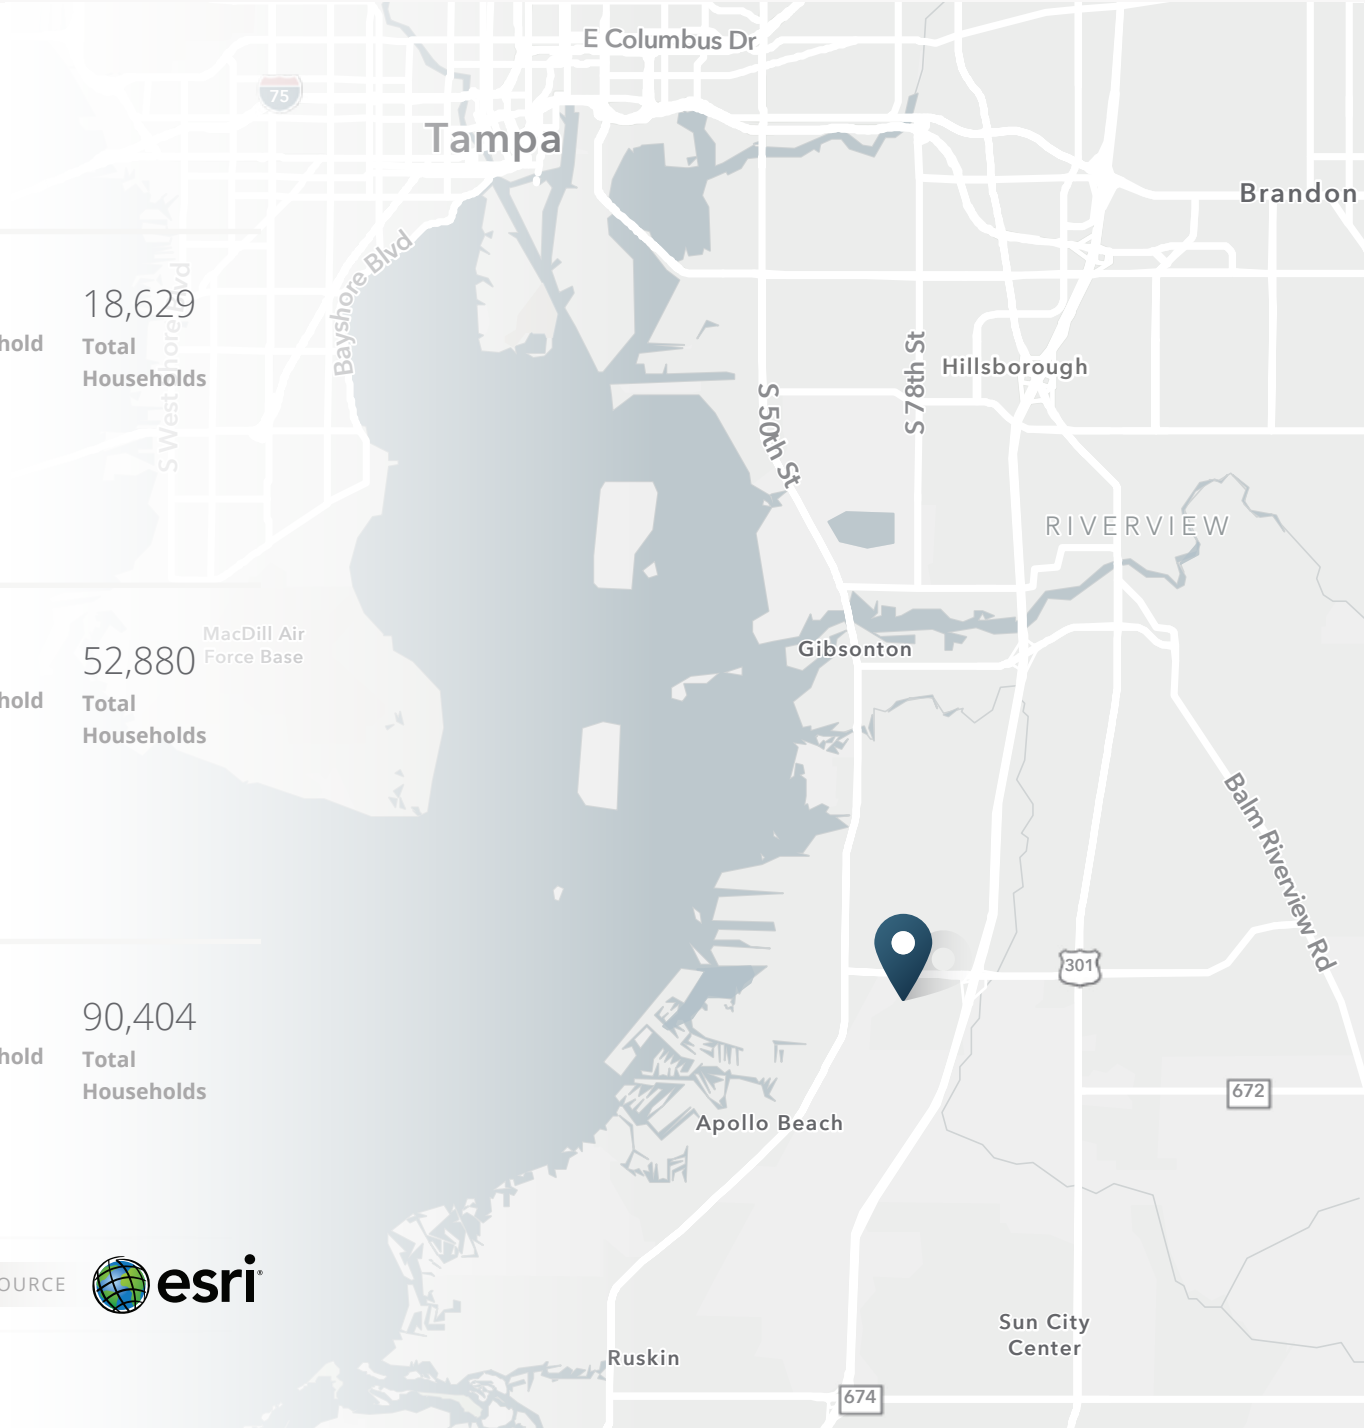 E Columbus Dr
75
Tampa
Brandon
Bayshore Blvd
18,629
hold
Total
Households
S West Shore Blvd
S 50th St
S 78th St
Hillsborough
RIVERVIEW
MacDill Air
Force Base
52,880
hold
Total
Households
Gibsonton
Balm Riverview Rd
301
90,404
hold
Total
Households
672
Apollo Beach
OURCE
esri
Sun City
Center
Ruskin
674